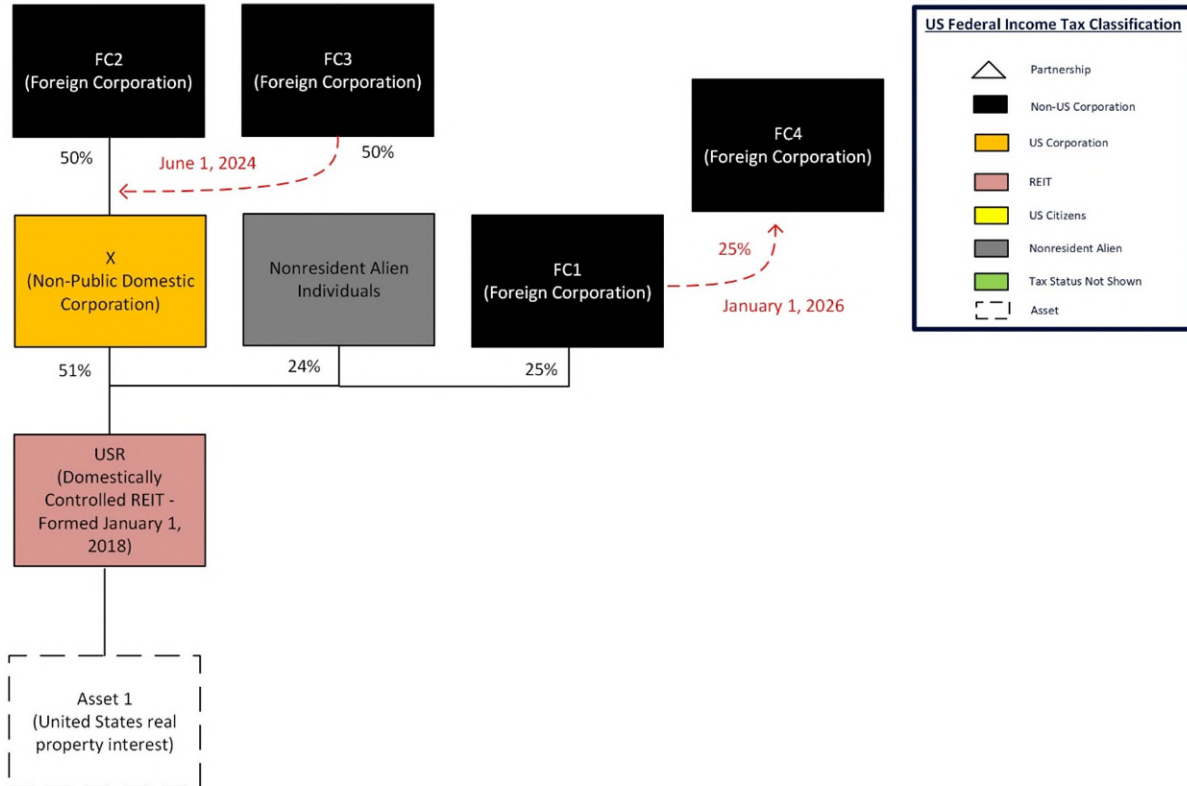 FC2
(Foreign Corporation)
FC3
(Foreign Corporation)
50%
June 1, 2024
50%
FC4
(Foreign Corporation)
X
(Non-Public Domestic
Corporation)
Nonresident Alien
Individuals
FC1
(Foreign Corporation)
25%
January 1, 2026
51%
24%
25%
USR
(Domestically
Controlled REIT -
Formed January 1,
2018)
Asset 1
(United States real
property interest)
US Federal Income Tax Classification
Partnership
Non-US Corporation
US Corporation
REIT
US Citizens
Nonresident Alien
Tax Status Not Shown
Asset